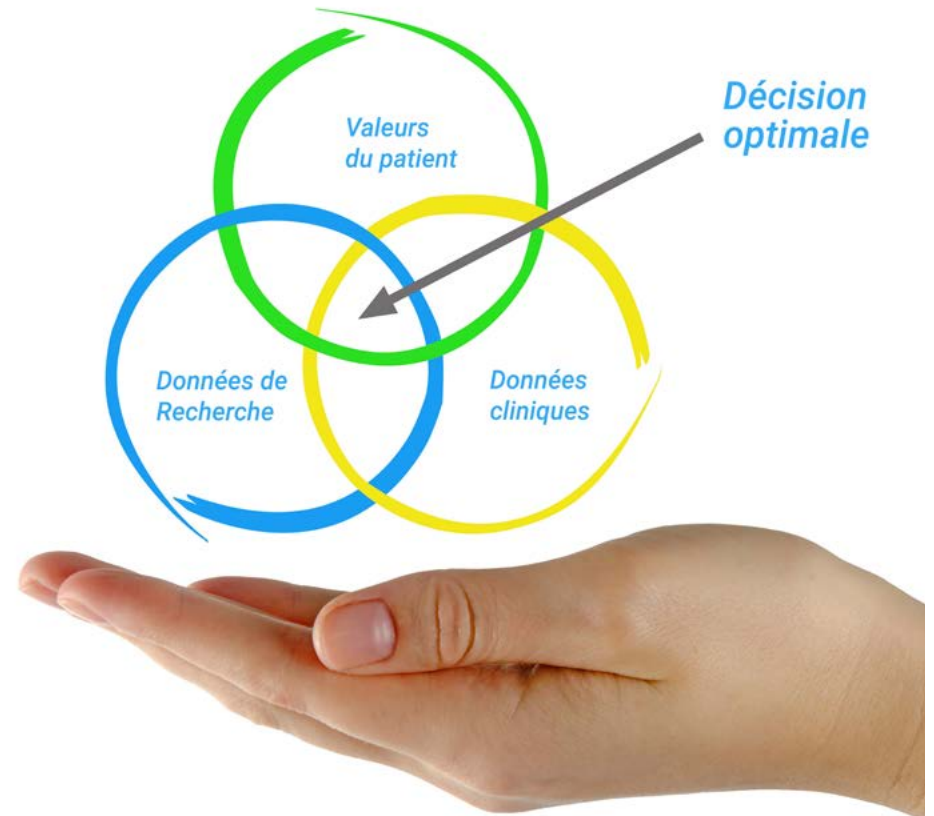 Décision
optimale
Valeurs
du patient
Données de
Recherche
Données
cliniques